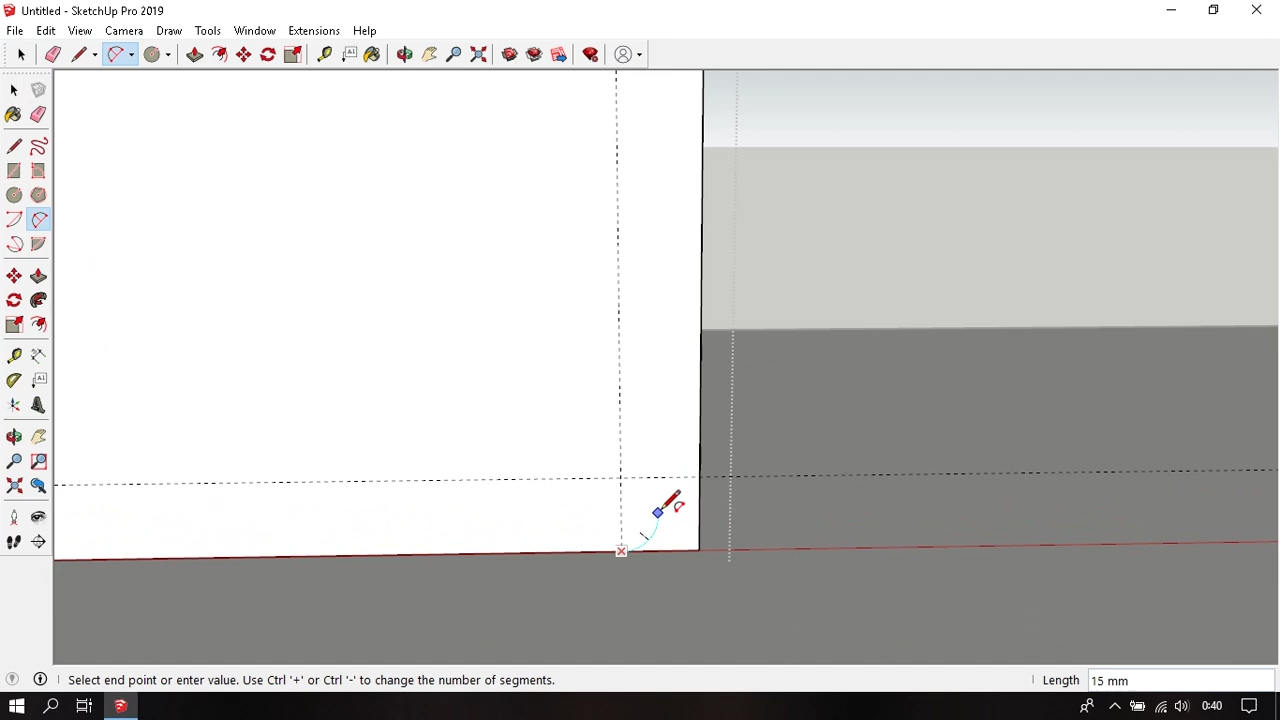 Untitled - SketchUp Pro 2019
File Edit View Camera Draw Tools Window Extensions Help
Select end point or enter value. Use Ctrl '+' or Ctrl '-' to change the number of segments.
Length 15 mm
0:40